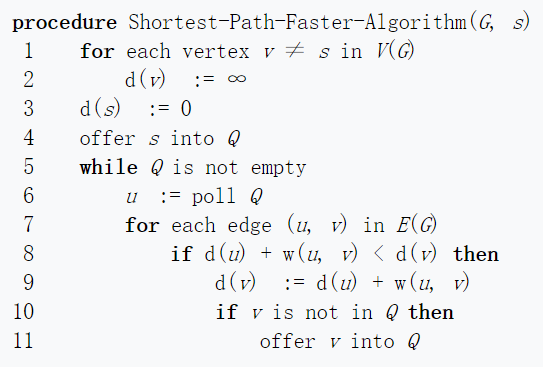 procedure Shortest-Path-Faster-Algorithm(G, s)
1 for each vertex v ≠ s in V(G)
2 d(v) := ∞
3 d(s) := 0
4 offer s into Q
5 while Q is not empty
6 u := poll Q
7 for each edge (u, v) in E(G)
8 if d(u) + w(u, v) < d(v) then
9 d(v) := d(u) + w(u, v)
10 if v is not in Q then
11 offer v into Q